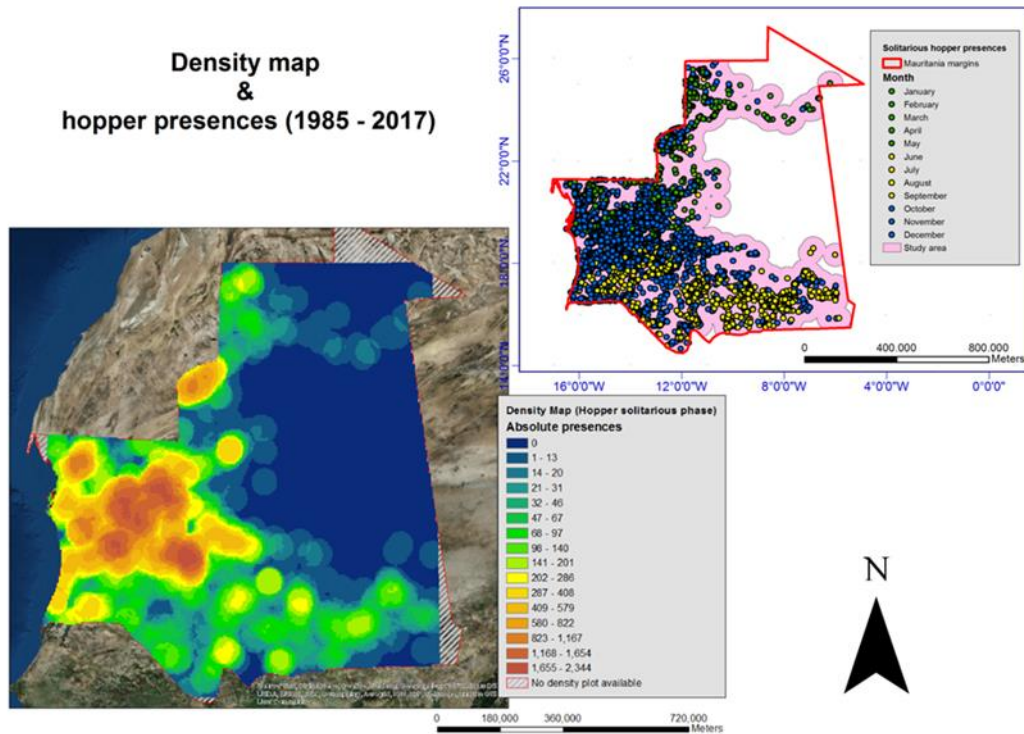 Density map
&
hopper presences (1985 - 2017)
26°0'0"N
22°0'0"N
18°0'0"N
14°0'0"N
16°0'0"W
12°0'0"W
8°0'0"W
4°0'0"W
0°0'0"
Solitarious hopper presences
Mauritania margins
Month
January
February
March
April
May
June
July
August
September
October
November
December
Study area
0 400,000 800,000
Meters
Density Map (Hopper solitarious phase)
Absolute presences
0
1 - 13
14 - 20
21 - 31
32 - 46
47 - 67
68 - 97
98 - 140
141 - 201
202 - 286
287 - 408
409 - 579
580 - 822
823 - 1,167
1,168 - 1,654
1,655 - 2,344
No density plot available
N
0 180,000 360,000 720,000
Meters